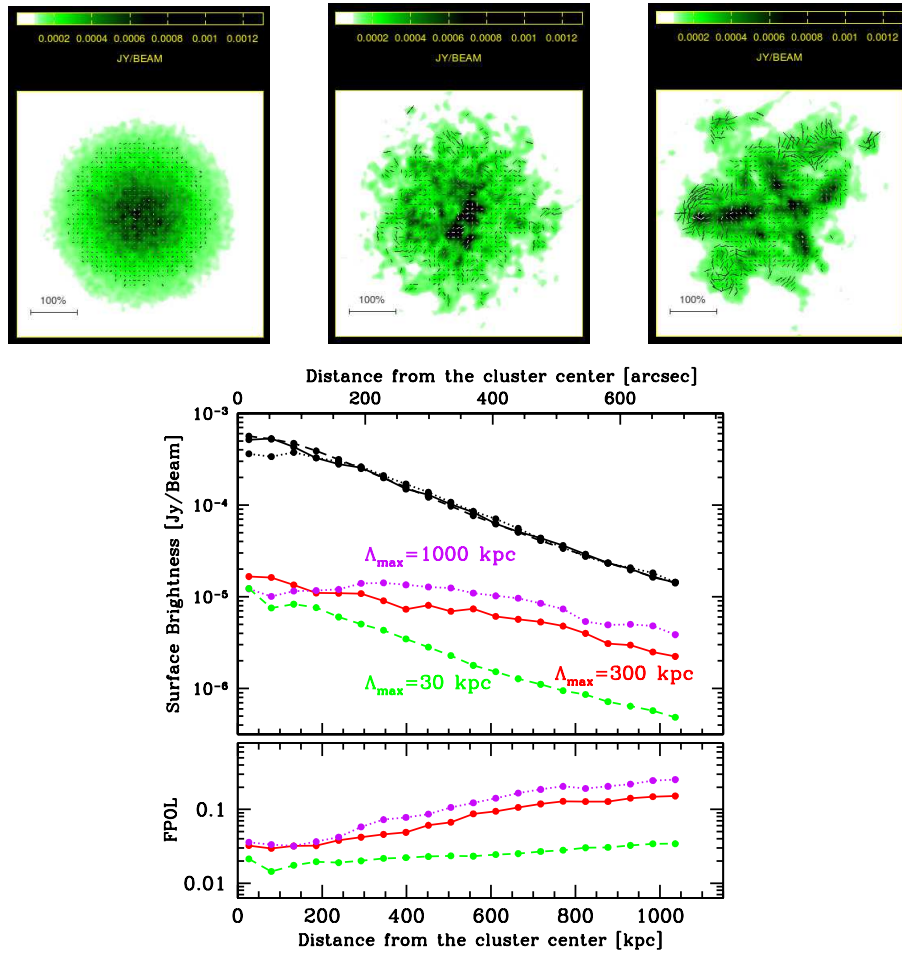 0.0002 0.0004 0.0006 0.0008 0.001 0.0012
JY/BEAM
100%
0.0002 0.0004 0.0006 0.0008 0.001 0.0012
JY/BEAM
100%
0.0002 0.0004 0.0006 0.0008 0.001 0.0012
JY/BEAM
100%
Distance from the cluster center [arcsec]
0 200 400 600
Surface Brightness [Jy/Beam]
10⁻³
10⁻⁴
10⁻⁵
10⁻⁶
Λmax=1000 kpc
Λmax=300 kpc
Λmax=30 kpc
FPOL
0.1
0.01
0 200 400 600 800 1000
Distance from the cluster center [kpc]